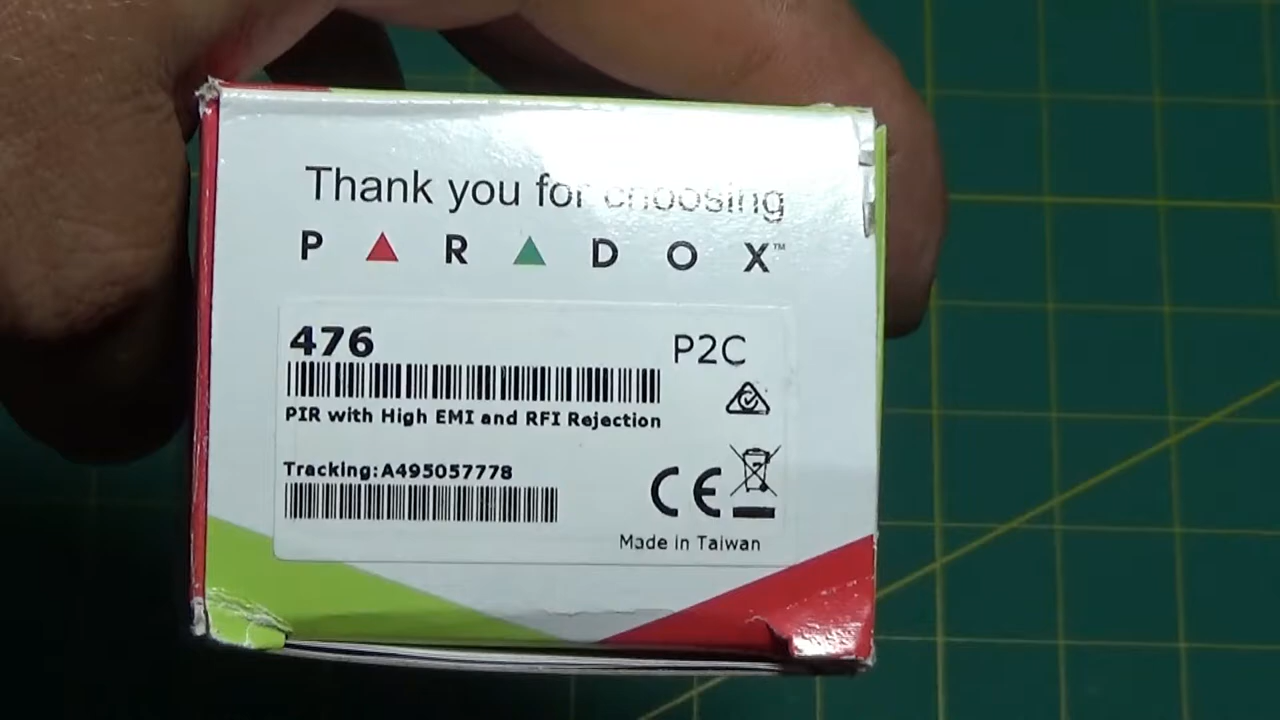 Thank you for choosing
PARADOX™
476
P2C
PIR with High EMI and RFI Rejection
Tracking:A495057778
CE
Made in Taiwan